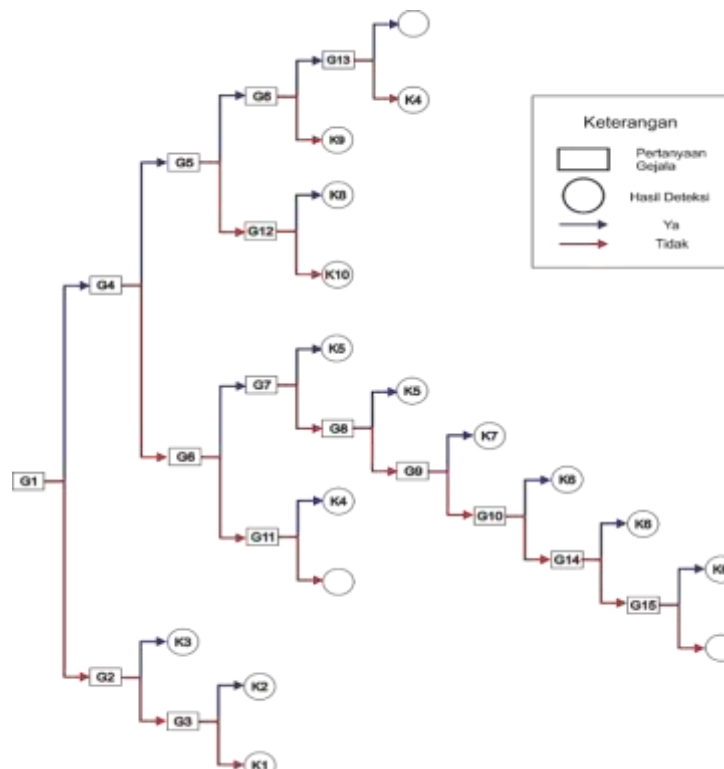 G13
G6
K4
Keterangan
K9
Pertanyaan
Gejala
G5
K8
Hasil Deteksi
G12
Ya
Tidak
K10
G4
K5
G7
K5
G8
K7
G6
G9
G1
K6
K4
G10
G11
G14
G15
K3
G2
K2
G3
K1